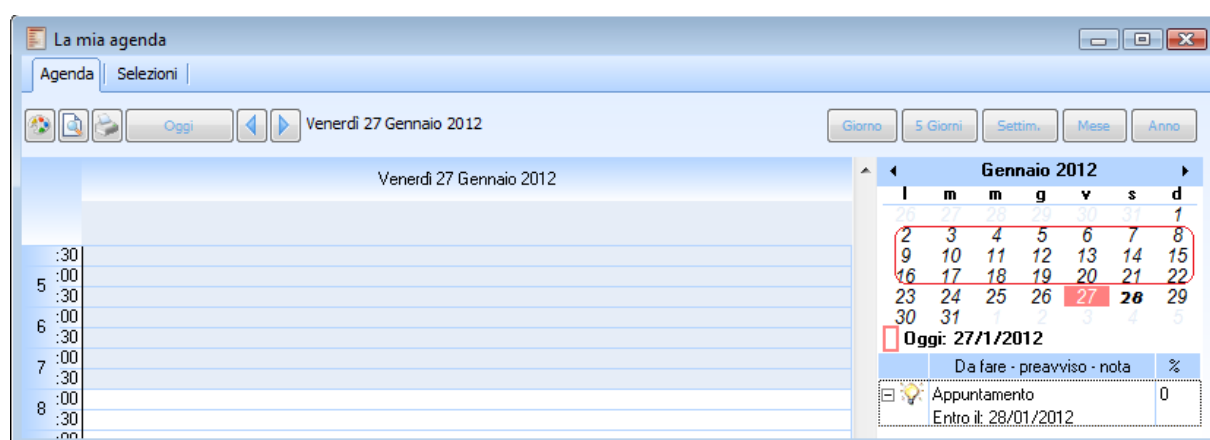 La mia agenda
Agenda Selezioni
Oggi Venerdì 27 Gennaio 2012 Giorno 5 Giorni Settim. Mese Anno
Venerdì 27 Gennaio 2012
:30
5 :00
:30
6 :00
:30
7 :00
:30
8 :00
:30
:00
Gennaio 2012
l m m g v s d
26 27 28 29 30 31 1
2 3 4 5 6 7 8
9 10 11 12 13 14 15
16 17 18 19 20 21 22
23 24 25 26 27 28 29
30 31 1 2 3 4 5
Oggi: 27/1/2012
Da fare - preavviso - nota %
Appuntamento 0
Entro il: 28/01/2012